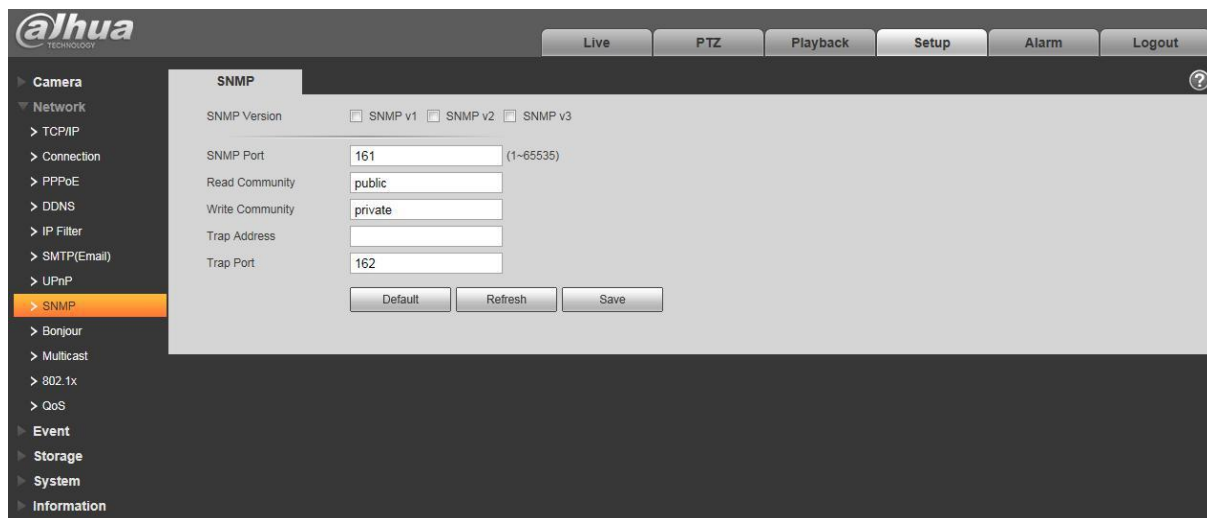 alhua
TECHNOLOGY
Live PTZ Playback Setup Alarm Logout
Camera
Network
> TCP/IP
> Connection
> PPPoE
> DDNS
> IP Filter
> SMTP(Email)
> UPnP
> SNMP
> Bonjour
> Multicast
> 802.1x
> QoS
Event
Storage
System
Information
SNMP
?
SNMP Version SNMP v1 SNMP v2 SNMP v3
SNMP Port 161 (1~65535)
Read Community public
Write Community private
Trap Address
Trap Port 162
Default Refresh Save